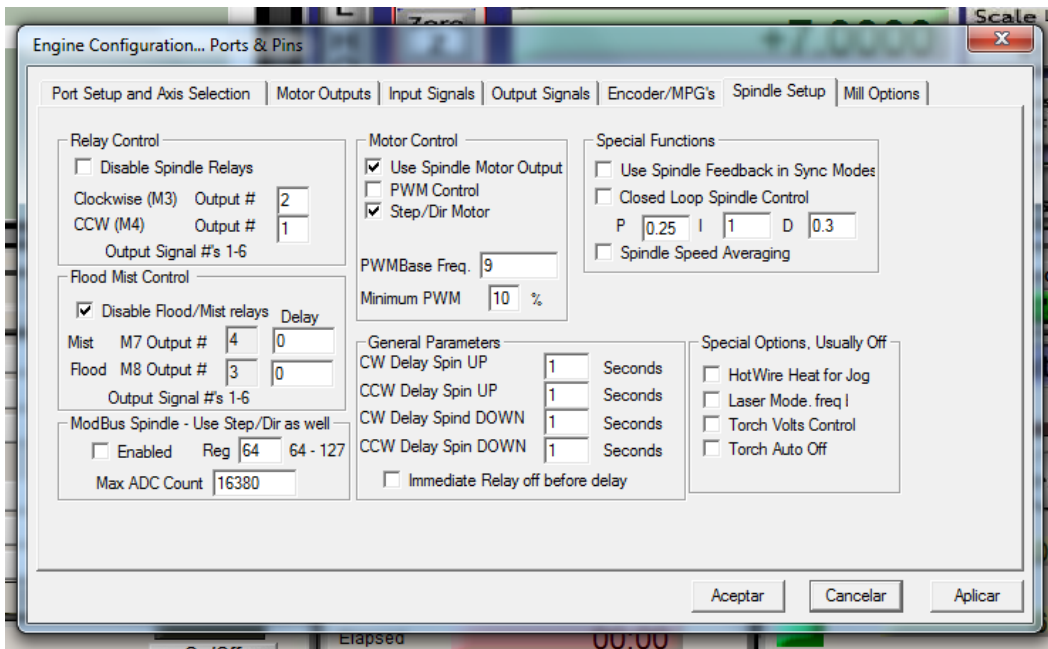 Zero
Z
+7.0000
Scale
Engine Configuration... Ports & Pins
Port Setup and Axis Selection
Motor Outputs
Input Signals
Output Signals
Encoder/MPG's
Spindle Setup
Mill Options
Relay Control
Disable Spindle Relays
Clockwise (M3) Output # 2
CCW (M4) Output # 1
Output Signal #'s 1-6
Flood Mist Control
Disable Flood/Mist relays Delay
Mist M7 Output # 4 0
Flood M8 Output # 3 0
Output Signal #'s 1-6
ModBus Spindle - Use Step/Dir as well
Enabled Reg 64 64 - 127
Max ADC Count 16380
Motor Control
Use Spindle Motor Output
PWM Control
Step/Dir Motor
PWMBase Freq. 9
Minimum PWM 10 %
General Parameters
CW Delay Spin UP 1 Seconds
CCW Delay Spin UP 1 Seconds
CW Delay Spind DOWN 1 Seconds
CCW Delay Spin DOWN 1 Seconds
Immediate Relay off before delay
Special Functions
Use Spindle Feedback in Sync Modes
Closed Loop Spindle Control
P 0.25 I 1 D 0.3
Spindle Speed Averaging
Special Options, Usually Off
HotWire Heat for Jog
Laser Mode. freq l
Torch Volts Control
Torch Auto Off
Aceptar
Cancelar
Aplicar
Elapsed
00:00